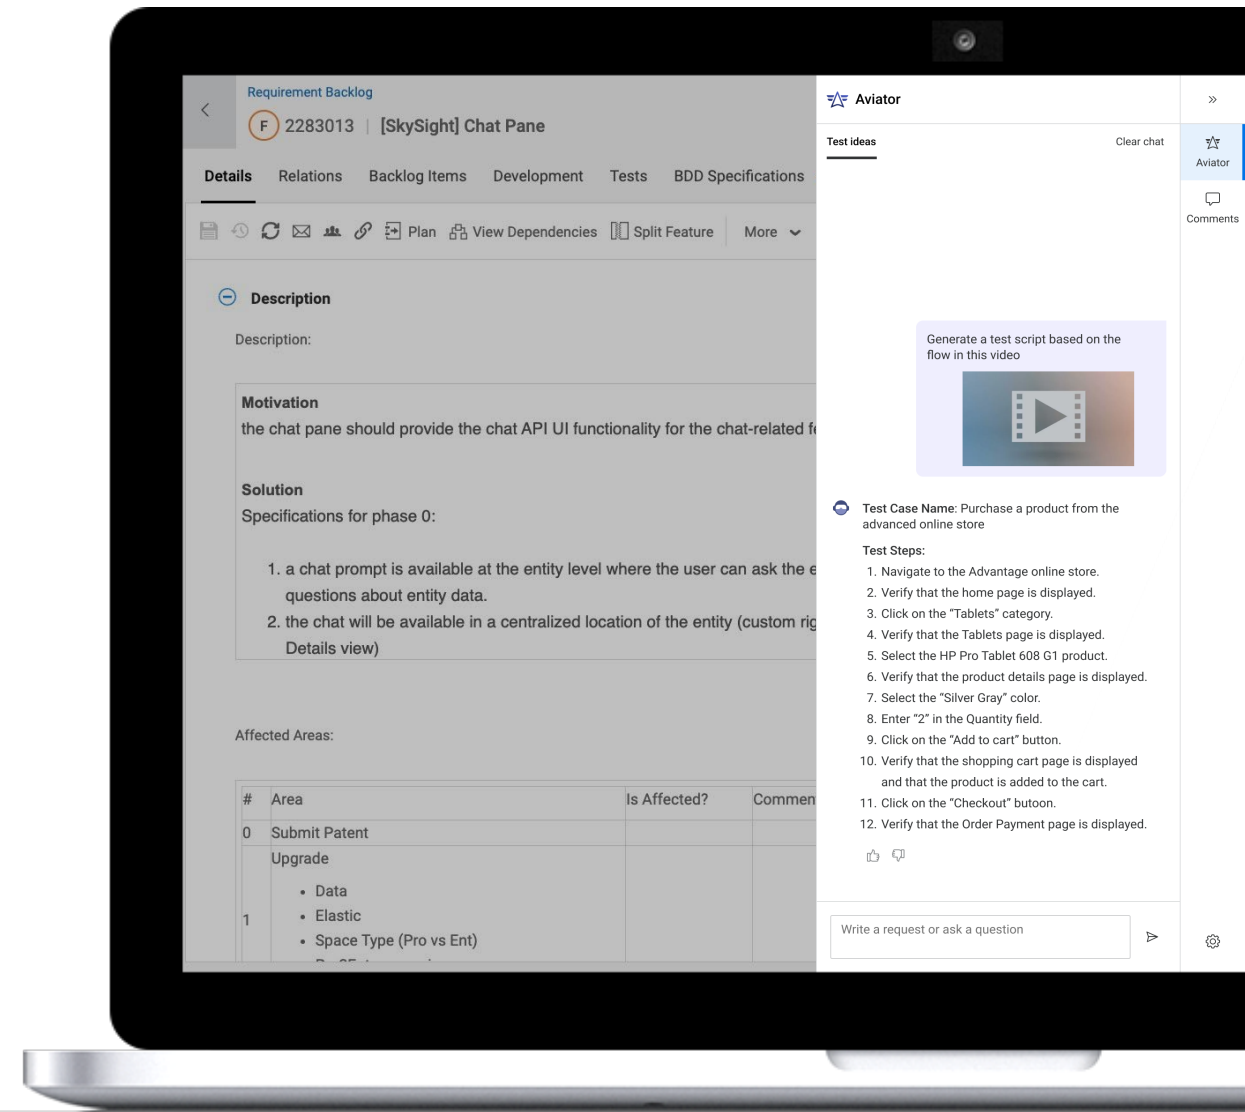 Requirement Backlog
F 2283013 | [SkySight] Chat Pane
Details Relations Backlog Items Development Tests BDD Specifications
Plan View Dependencies Split Feature More
Description
Description:
Motivation
the chat pane should provide the chat API UI functionality for the chat-related
Solution
Specifications for phase 0:
1. a chat prompt is available at the entity level where the user can ask the
questions about entity data.
2. the chat will be available in a centralized location of the entity (custom
Details view)
Affected Areas:
# Area Is Affected? Commen
0 Submit Patent
Upgrade
• Data
1
• Elastic
• Space Type (Pro vs Ent)
Aviator
Test ideas Clear chat
Generate a test script based on the
flow in this video
Test Case Name: Purchase a product from the
advanced online store
Test Steps:
1. Navigate to the Advantage online store.
2. Verify that the home page is displayed.
3. Click on the “Tablets” category.
4. Verify that the Tablets page is displayed.
5. Select the HP Pro Tablet 608 G1 product.
6. Verify that the product details page is displayed.
7. Select the “Silver Gray” color.
8. Enter “2” in the Quantity field.
9. Click on the “Add to cart” button.
10. Verify that the shopping cart page is displayed
and that the product is added to the cart.
11. Click on the “Checkout” butoon.
12. Verify that the Order Payment page is displayed.
Write a request or ask a question
Aviator
Comments